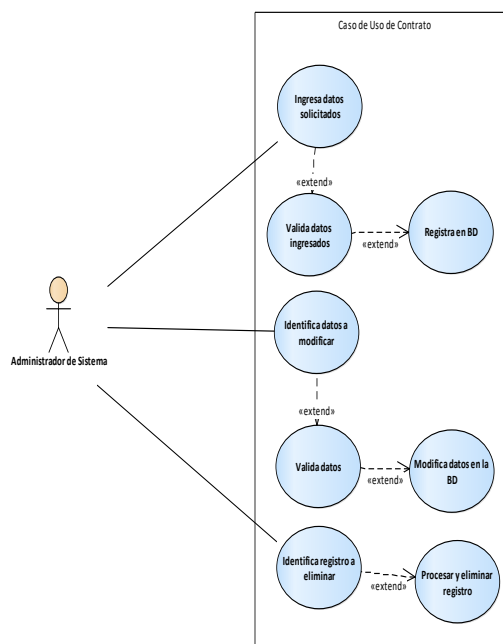 Caso de Uso de Contrato
Ingresa datos
solicitados
«extend»
Valida datos
ingresados
«extend»
Registra en BD
Identifica datos a
modificar
Administrador de Sistema
«extend»
Valida datos
«extend»
Modifica datos en la
BD
Identifica registro a
eliminar
«extend»
Procesar y eliminar
registro